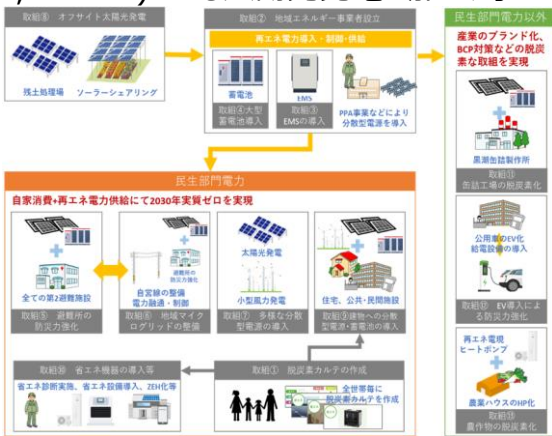 取組⑧ オフサイト太陽光発電
残土処理場
ソーラーシェアリング
取組② 地域エネルギー事業者設立
再エネ電力導入・制御・供給
蓄電池
EMS
取組④大型
蓄電池導入
取組③
EMSの導入
PPA事業などにより
分散型電源を導入
民生部門電力以外
産業のブランド化、
BCP対策などの脱炭
素な取組を実現
黒潮缶詰製作所
取組⑪
缶詰工場の脱炭素化
公用車のEV化
給電設備の導入
取組⑫ EV導入によ
る防災力強化
再エネ電現
ヒートポンプ
農業ハウスのHP化
取組⑬
農作物の脱炭素化
民生部門電力
自家消費+再エネ電力供給にて2030年実質ゼロを実現
全ての第2避難施設
取組⑤ 避難所の
防災力強化
避難所の
防災力強化
自営線の整備
電力融通・制御
取組⑥ 地域マイク
ログリッドの整備
太陽光発電
小型風力発電
取組⑦ 多様な分散
型電源の導入
住宅、公共・民間施設
取組⑨建物への分散
型電源・蓄電池の導入
取組⑩ 省エネ機器の導入等
省エネ診断実施、省エネ設備導入、ZEH化等
取組① 脱炭素カルテの作成
全世帯毎に
脱炭素カルテを作成